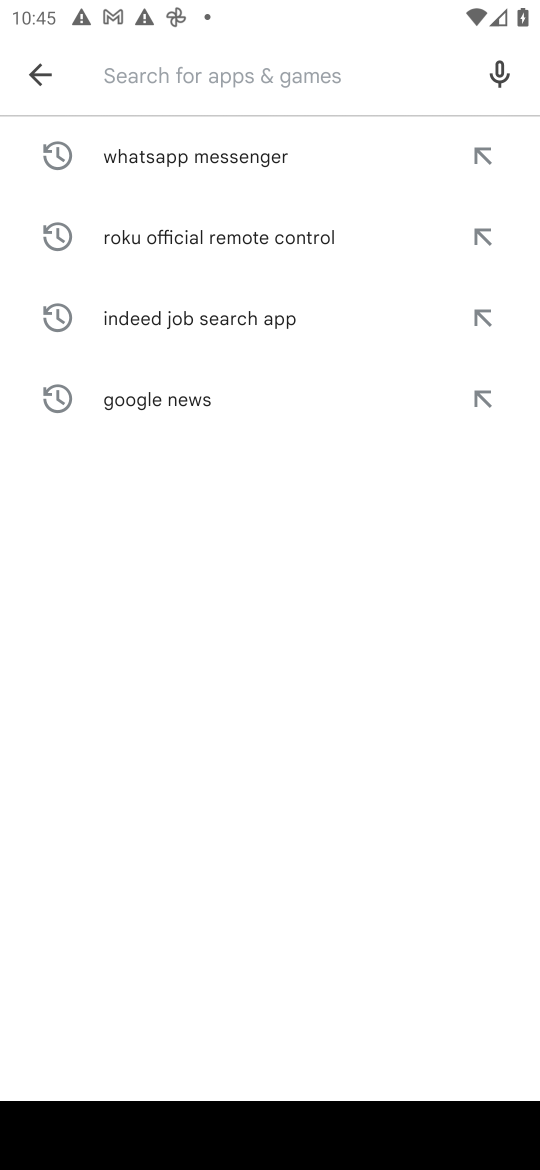 10:45
Search for apps & games
whatsapp messenger
roku official remote control
indeed job search app
google news